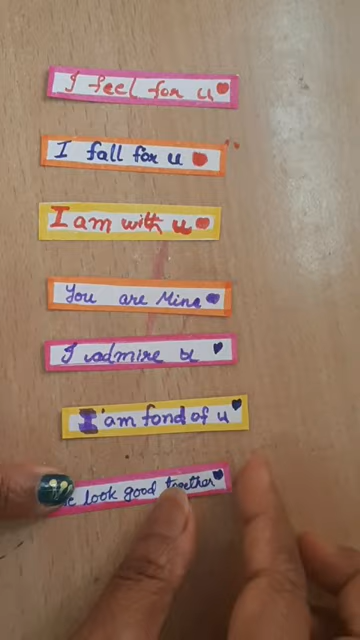 I feel for u
I fall for u
I am with u
You are Mine
I admire u
I am fond of u
look good together